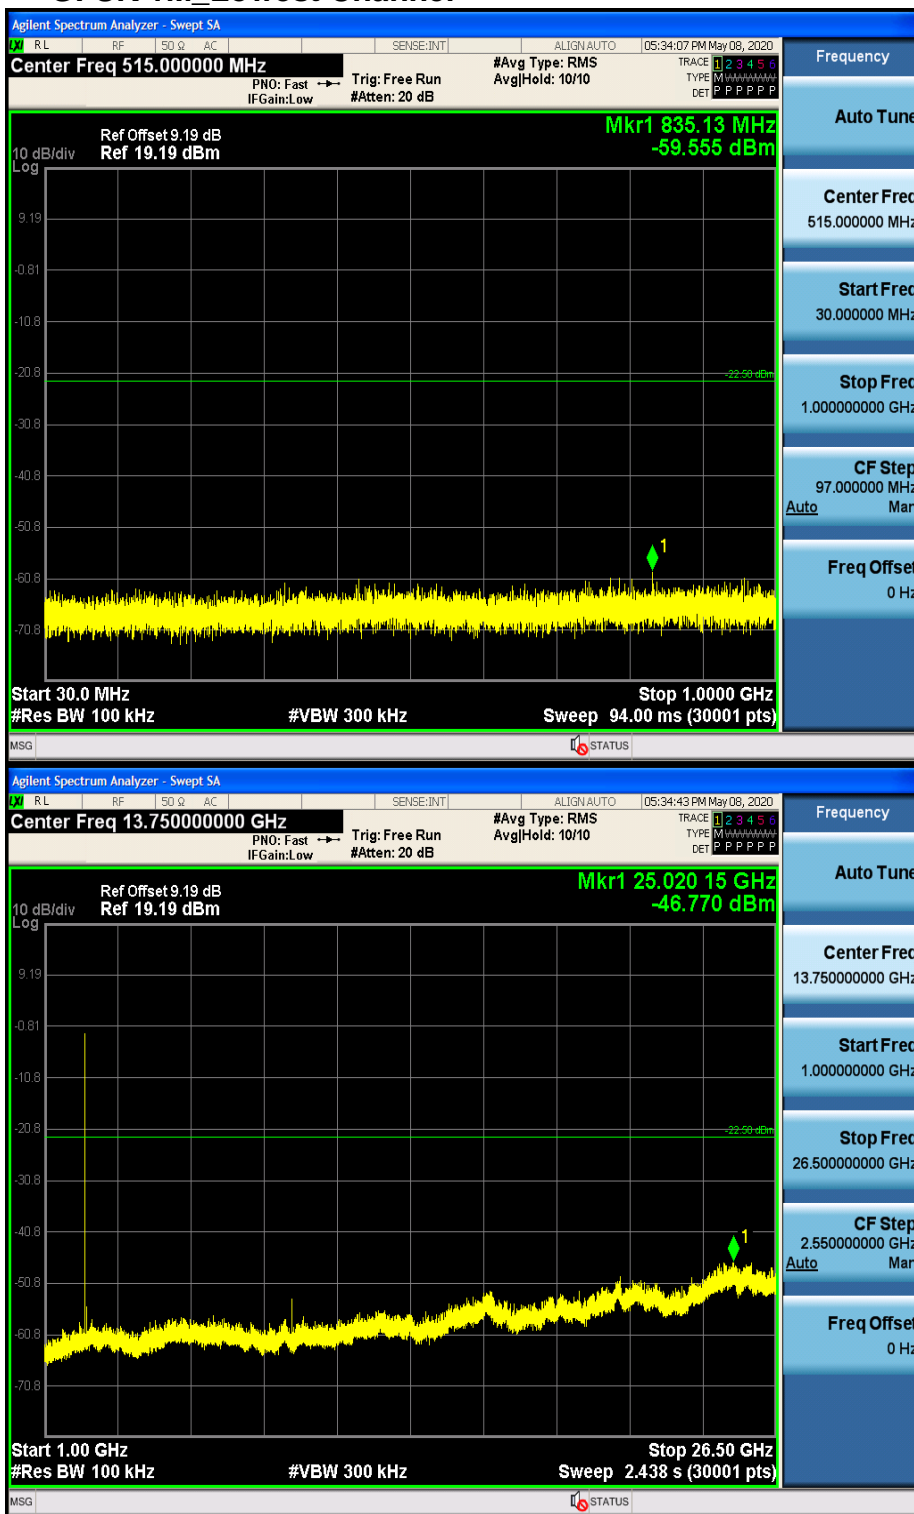 Agilent Spectrum Analyzer - Swept SA
LXI RL RF 50 Ω AC SENSE:INT ALIGN AUTO 05:34:07 PM May 08, 2020
Center Freq 515.000000 MHz
PNO: Fast
IFGain:Low
Trig: Free Run
#Atten: 20 dB
#Avg Type: RMS
Avg|Hold: 10/10
TRACE 1 2 3 4 5 6
TYPE M
DET P P P P P P
Frequency
Auto Tune
Ref Offset 9.19 dB
10 dB/div Ref 19.19 dBm
Log
Mkr1 835.13 MHz
-59.555 dBm
9.19
-0.81
-10.8
-20.8
-30.8
-40.8
-50.8
-60.8
-70.8
-22.50 dBm
1
Start 30.0 MHz Stop 1.0000 GHz
#Res BW 100 kHz #VBW 300 kHz Sweep 94.00 ms (30001 pts)
Center Freq
515.000000 MHz
Start Freq
30.000000 MHz
Stop Freq
1.000000000 GHz
CF Step
97.000000 MHz
Auto Man
Freq Offset
0 Hz
MSG STATUS
Agilent Spectrum Analyzer - Swept SA
LXI RL RF 50 Ω AC SENSE:INT ALIGN AUTO 05:34:43 PM May 08, 2020
Center Freq 13.750000000 GHz
PNO: Fast
IFGain:Low
Trig: Free Run
#Atten: 20 dB
#Avg Type: RMS
Avg|Hold: 10/10
TRACE 1 2 3 4 5 6
TYPE M
DET P P P P P P
Frequency
Auto Tune
Ref Offset 9.19 dB
10 dB/div Ref 19.19 dBm
Log
Mkr1 25.020 15 GHz
-46.770 dBm
9.19
-0.81
-10.8
-20.8
-30.8
-40.8
-50.8
-60.8
-70.8
-22.50 dBm
1
Start 1.00 GHz Stop 26.50 GHz
#Res BW 100 kHz #VBW 300 kHz Sweep 2.438 s (30001 pts)
Center Freq
13.750000000 GHz
Start Freq
1.000000000 GHz
Stop Freq
26.500000000 GHz
CF Step
2.550000000 GHz
Auto Man
Freq Offset
0 Hz
MSG STATUS